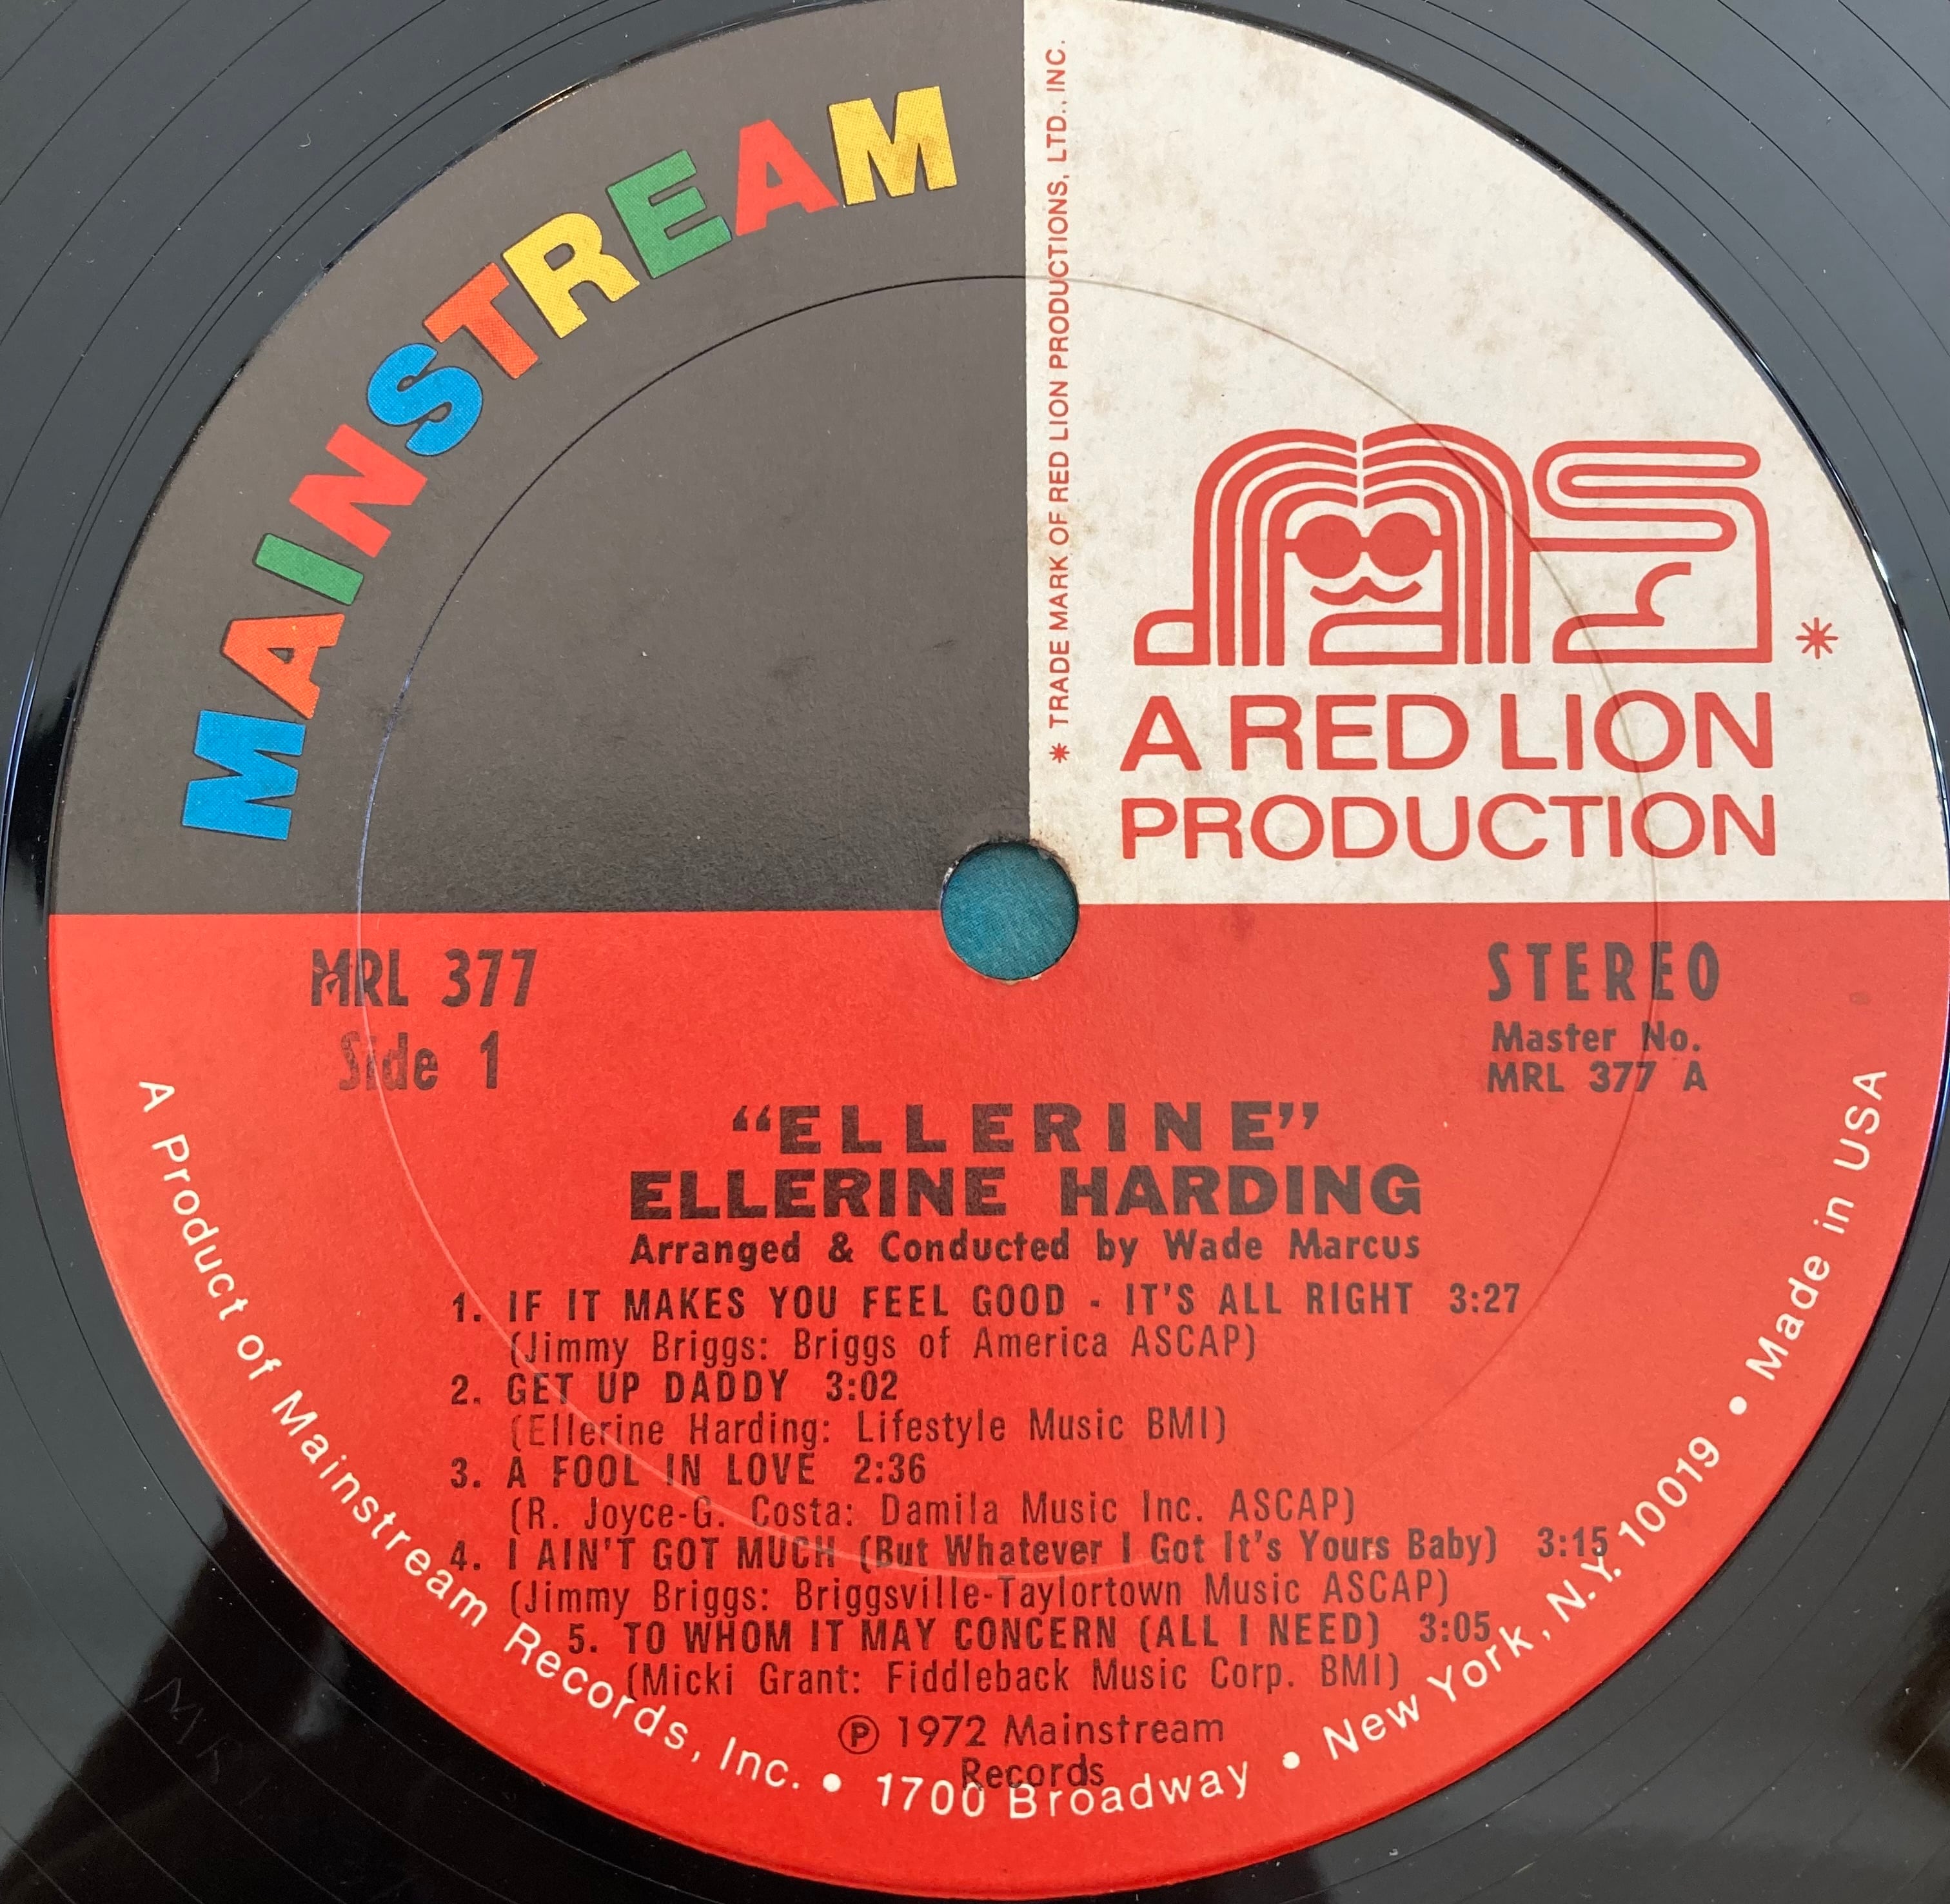 MAINSTREAM
* TRADE MARK OF RED LION PRODUCTIONS, LTD., INC.
*
A RED LION
PRODUCTION
MRL 377
Side 1
STEREO
Master No.
MRL 377 A
“ELLERINE”
ELLERINE HARDING
Arranged & Conducted by Wade Marcus
1. IF IT MAKES YOU FEEL GOOD - IT'S ALL RIGHT 3:27
(Jimmy Briggs: Briggs of America ASCAP)
2. GET UP DADDY 3:02
(Ellerine Harding: Lifestyle Music BMI)
3. A FOOL IN LOVE 2:36
(R. Joyce-G. Costa: Damila Music Inc. ASCAP)
4. I AIN'T GOT MUCH (But Whatever I Got It's Yours Baby) 3:15
(Jimmy Briggs: Briggsville-Taylortown Music ASCAP)
5. TO WHOM IT MAY CONCERN (ALL I NEED) 3:05
(Micki Grant: Fiddleback Music Corp. BMI)
Ⓟ 1972 Mainstream
Records
A Product of Mainstream Records, Inc. • 1700 Broadway • New York, N.Y. 10019 • Made in USA